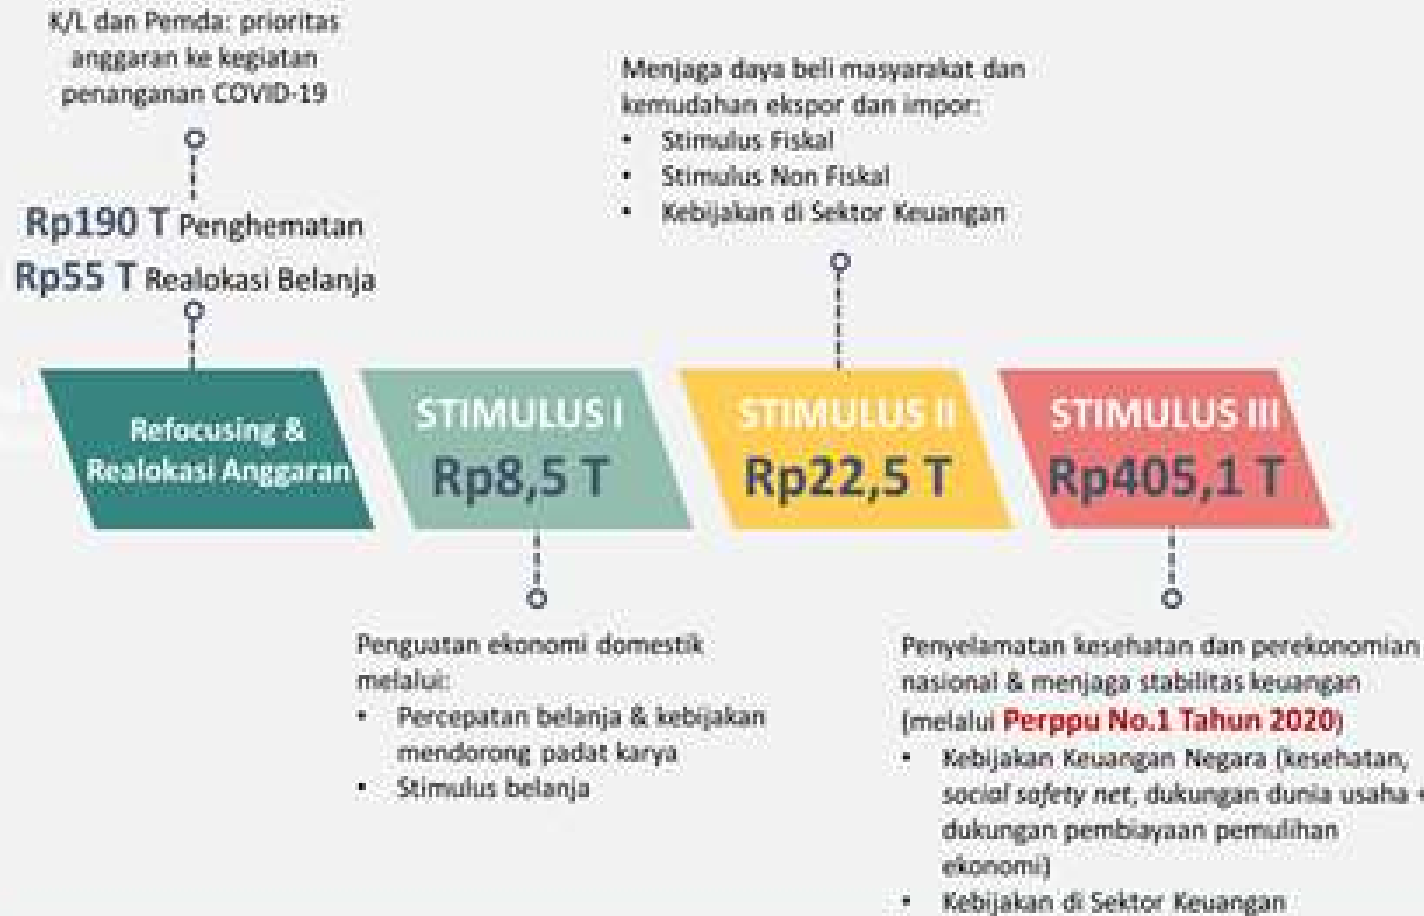 K/L dan Pemda: prioritas
anggaran ke kegiatan
penanganan COVID-19
Rp190 T Penghematan
Rp55 T Realokasi Belanja
Refocusing &
Realokasi Anggaran
STIMULUS I
Rp8,5 T
Penguatan ekonomi domestik
melalui:
• Percepatan belanja & kebijakan
mendorong padat karya
• Stimulus belanja
Menjaga daya beli masyarakat dan
kemudahan ekspor dan impor:
• Stimulus Fiskal
• Stimulus Non Fiskal
• Kebijakan di Sektor Keuangan
STIMULUS II
Rp22,5 T
STIMULUS III
Rp405,1 T
Penyelamatan kesehatan dan perekonomian
nasional & menjaga stabilitas keuangan
(melalui Perppu No.1 Tahun 2020)
• Kebijakan Keuangan Negara (kesehatan,
social safety net, dukungan dunia usaha +
dukungan pembiayaan pemulihan
ekonomi)
• Kebijakan di Sektor Keuangan